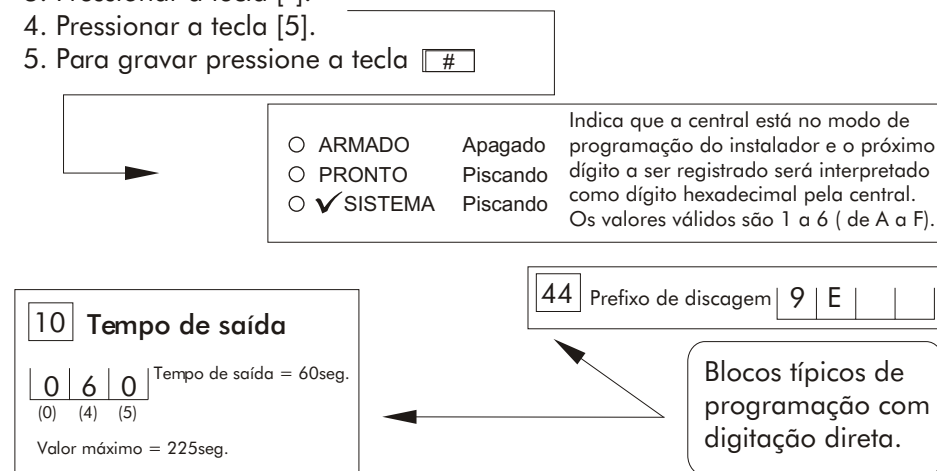 4. Pressionar a tecla [5].
5. Para gravar pressione a tecla #
ARMADO Apagado
PRONTO Piscando
✓SISTEMA Piscando
Indica que a central está no modo de
programação do instalador e o próximo
dígito a ser registrado será interpretado
como dígito hexadecimal pela central.
Os valores válidos são 1 a 6 ( de A a F).
44 Prefixo de discagem 9 E
10 Tempo de saída
0 6 0 Tempo de saída = 60seg.
(0) (4) (5)
Valor máximo = 225seg.
Blocos típicos de
programação com
digitação direta.